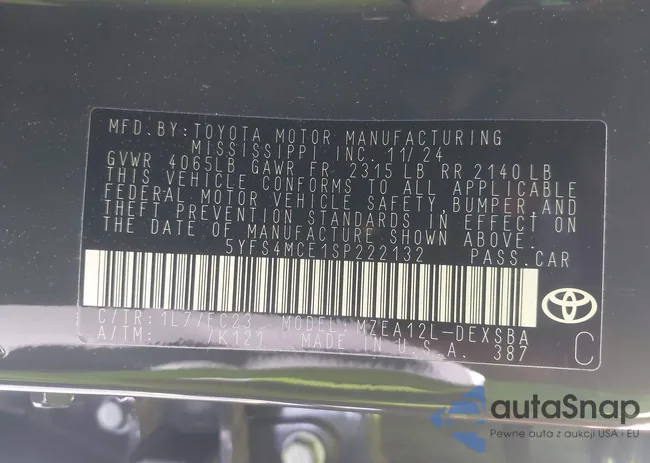 MFD.BY:TOYOTA MOTOR MANUFACTURING
MISSISSIPPI INC. 11/24
GVWR 4065LB GAWR FR 2315 LB RR 2140 LB
THIS VEHICLE CONFORMS TO ALL APPLICABLE
FEDERAL MOTOR VEHICLE SAFETY, BUMPER AND
THEFT PREVENTION STANDARDS IN EFFECT ON
THE DATE OF MANUFACTURE SHOWN ABOVE.
5YFS4MCE1SP222132 PASS.CAR
C/TR: 1L7/FC23 MODEL: MZEA12L-DEXSBA
A/TM: -/K121 MADE IN U.S.A. 387
C
autaSnap
Pewne auta z aukcji USA i EU